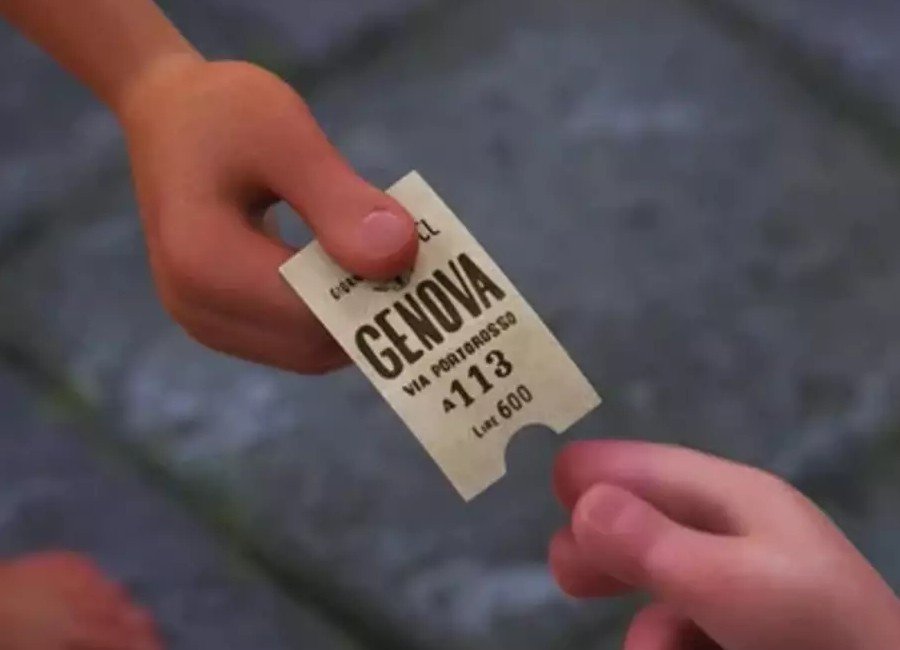 GENOVA
VIA PORTOROSSO
A113
LIRE 600